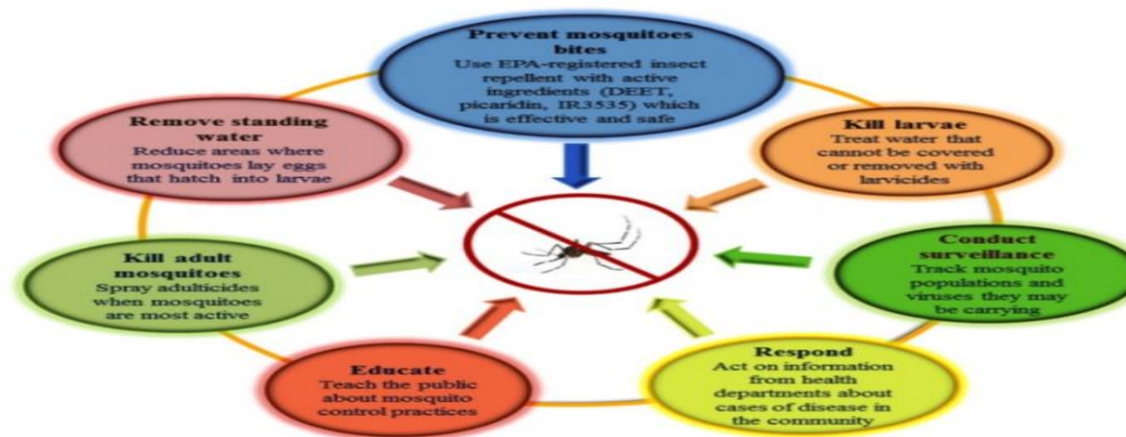 Prevent mosquitoes
bites
Use EPA-registered insect
repellent with active
ingredients (DEET,
picaridin, IR3535) which
is effective and safe
Kill larvae
Treat water that
cannot be covered
or removed with
larvicides
Conduct
surveillance
Track mosquito
populations and
viruses they may
be carrying
Respond
Act on information
from health
departments about
cases of disease in
the community
Educate
Teach the public
about mosquito
control practices
Kill adult
mosquitoes
Spray adulticides
when mosquitoes
are most active
Remove standing
water
Reduce areas where
mosquitoes lay eggs
that hatch into larvae